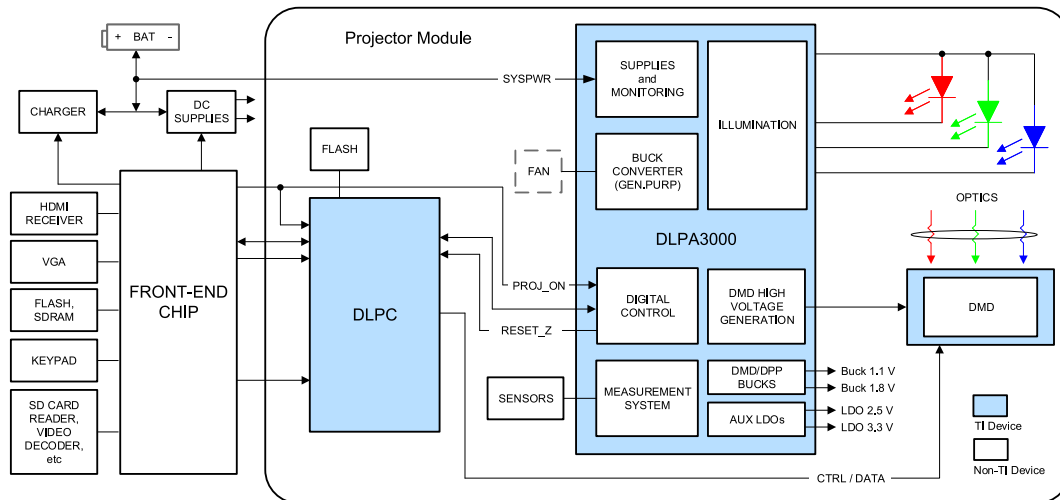 + BAT -
Projector Module
SYSPWR
SUPPLIES
and
MONITORING
ILLUMINATION
CHARGER
DC
SUPPLIES
FLASH
FAN
BUCK
CONVERTER
(GEN.PURP)
HDMI
RECEIVER
OPTICS
DLPA3000
VGA
FRONT-END
CHIP
DLPC
PROJ_ON
DIGITAL
CONTROL
DMD HIGH
VOLTAGE
GENERATION
DMD
FLASH,
SDRAM
RESET_Z
KEYPAD
SENSORS
MEASUREMENT
SYSTEM
DMD/DPP
BUCKS
Buck 1.1 V
Buck 1.8 V
SD CARD
READER,
VIDEO
DECODER,
etc
AUX LDOs
LDO 2.5 V
LDO 3.3 V
TI Device
Non-TI Device
CTRL / DATA